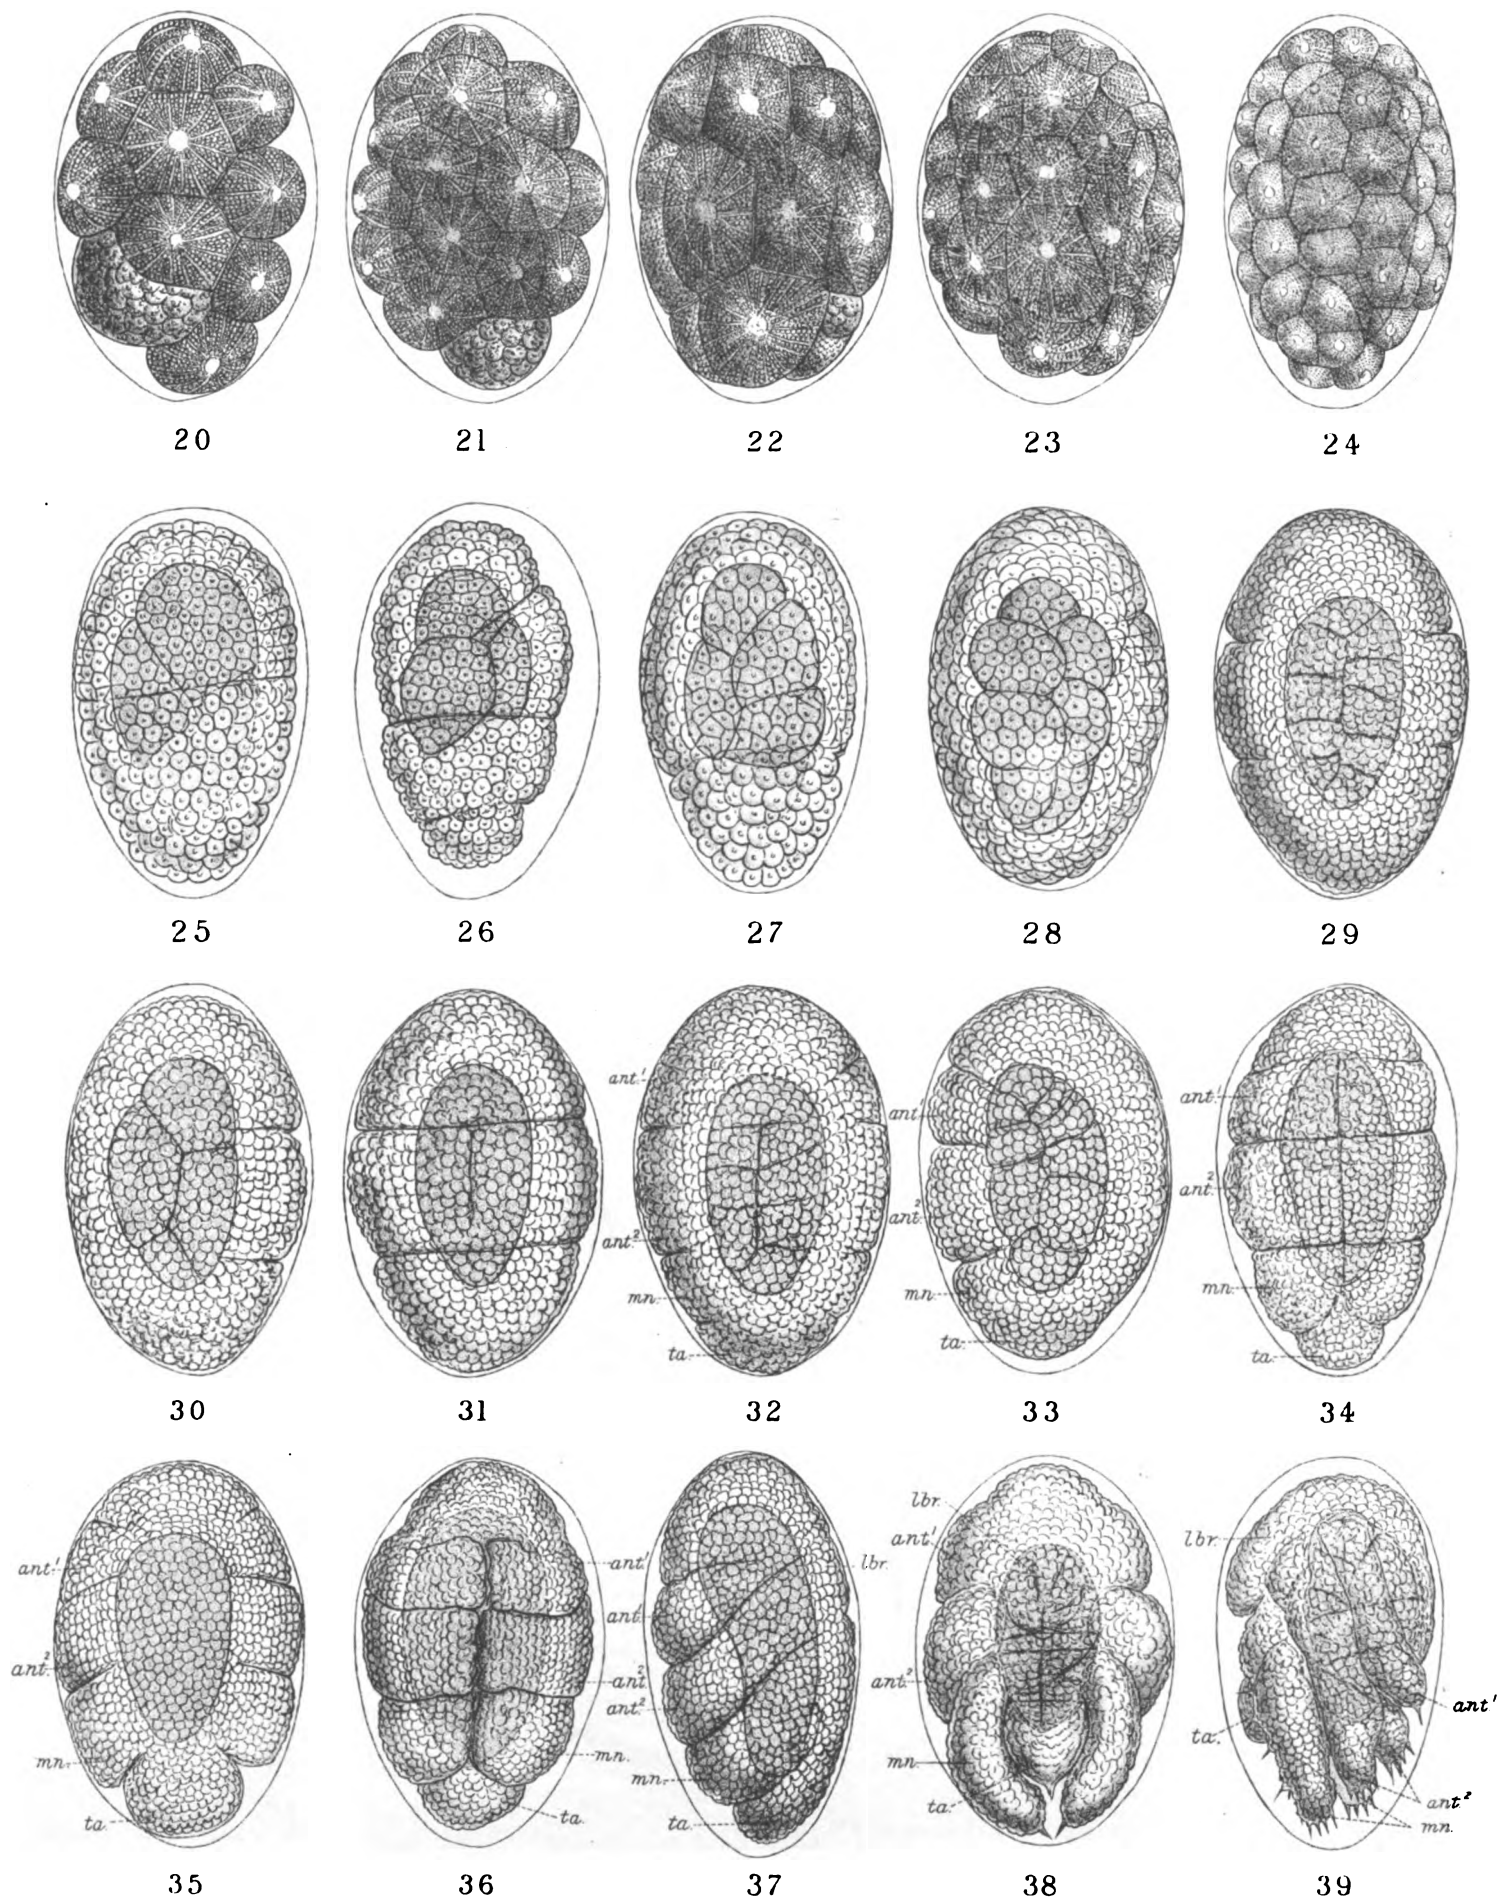 20 21 22 23 24
25 26 27 28 29
ant.¹
ant.²
mn.
ta.
ant.¹
ant.²
mn.
ta.
ant.¹
ant.²
mn.
ta.
30 31 32 33 34
ant.¹
ant.²
mn.
ta.
ant.¹
ant.²
mn.
ta.
lbr.
ant.¹
ant.²
mn.
ta.
lbr.
ant.¹
ant.²
mn.
ta.
lbr.
ta.
ant¹
ant.²
mn.
35 36 37 38 39